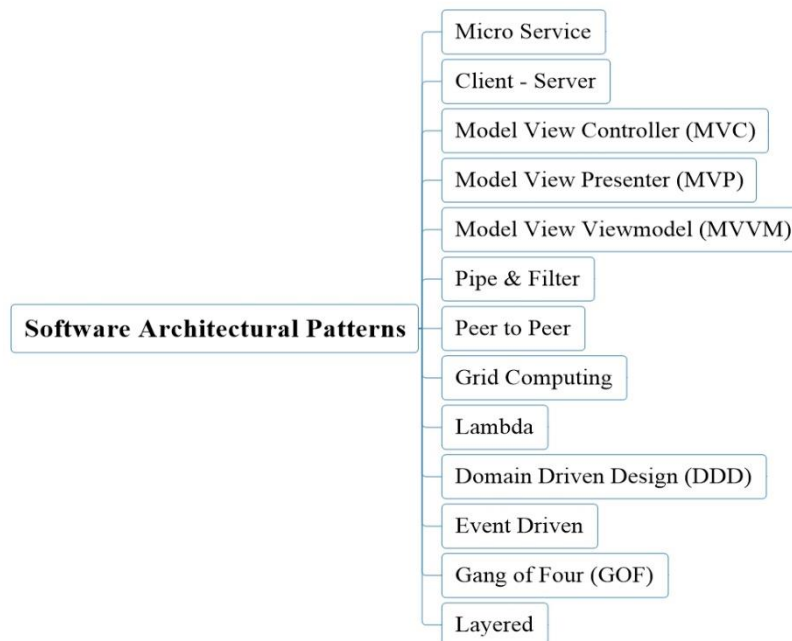 Micro Service
Client - Server
Model View Controller (MVC)
Model View Presenter (MVP)
Model View Viewmodel (MVVM)
Pipe & Filter
Software Architectural Patterns
Peer to Peer
Grid Computing
Lambda
Domain Driven Design (DDD)
Event Driven
Gang of Four (GOF)
Layered